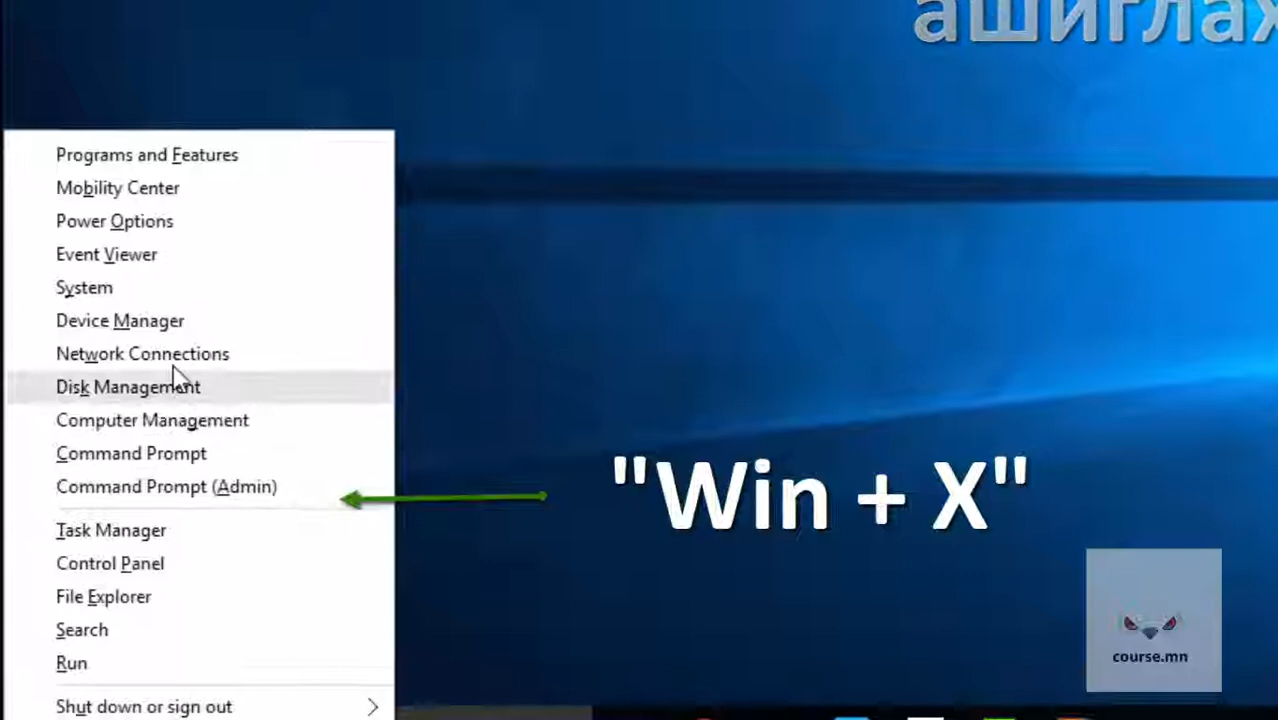 ашиглах
Programs and Features
Mobility Center
Power Options
Event Viewer
System
Device Manager
Network Connections
Disk Management
Computer Management
Command Prompt
Command Prompt (Admin)
"Win + X"
Task Manager
Control Panel
File Explorer
Search
Run
Shut down or sign out
course.mn